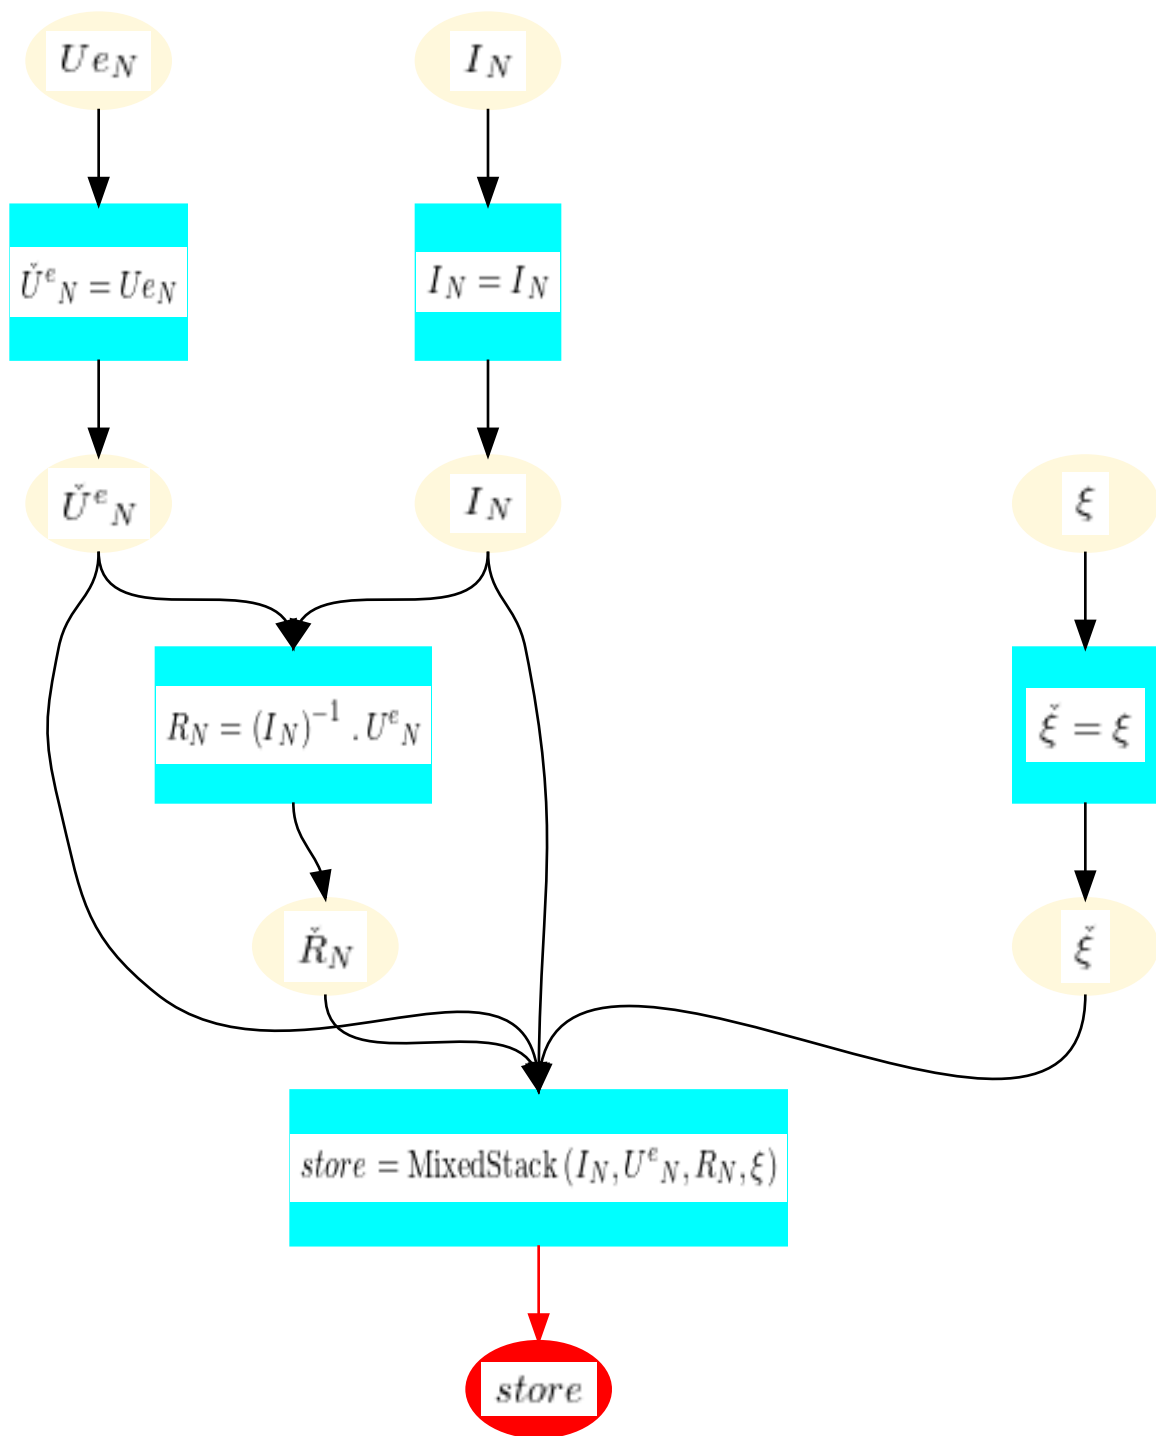 Ue_N
I_N
Ǔ^e_N = Ue_N
I_N = I_N
Ǔ^e_N
I_N
ξ
R_N = (I_N)^{-1} . U^e_N
ξ̌ = ξ
Ř_N
ξ̌
store = MixedStack (I_N, U^e_N, R_N, ξ)
store